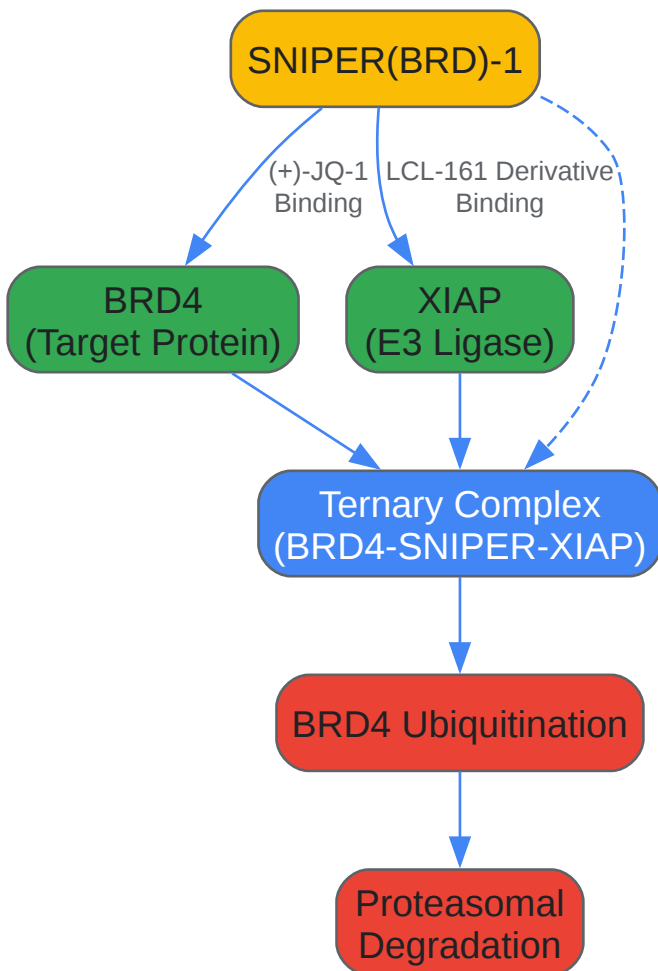 SNIPER(BRD)-1
(+)-JQ-1
Binding
LCL-161 Derivative
Binding
BRD4
(Target Protein)
XIAP
(E3 Ligase)
Ternary Complex
(BRD4-SNIPER-XIAP)
BRD4 Ubiquitination
Proteasomal
Degradation